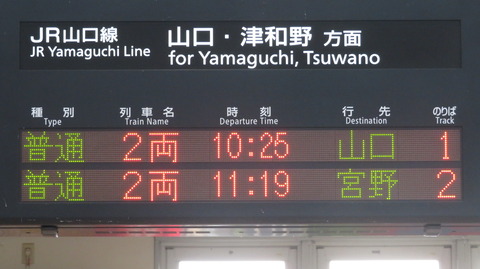 JR山口線 山口・津和野 方面
JR Yamaguchi Line for Yamaguchi, Tsuwano
種別 列車名 時刻 行先 のりば
Type Train Name Departure Time Destination Track
普通 2両 10:25 山口 1
普通 2両 11:19 宮野 2